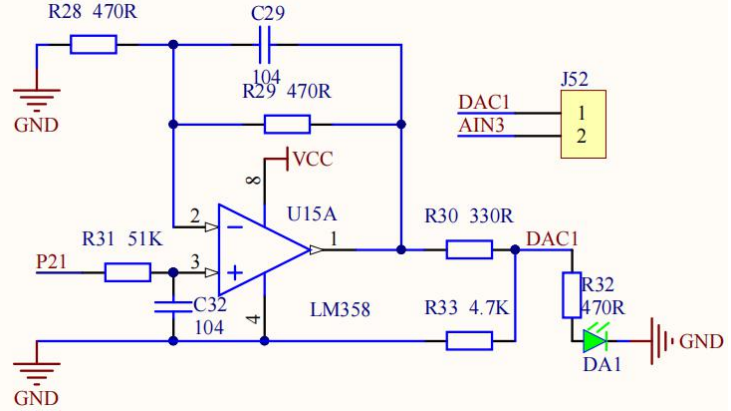 R28 470R
C29
104
R29 470R
GND
J52
DAC1
1
AIN3
2
VCC
8
2
U15A
1
R30 330R
DAC1
R31 51K
P21
3
C32
104
4
LM358
R33 4.7K
R32
470R
GND
DA1
GND